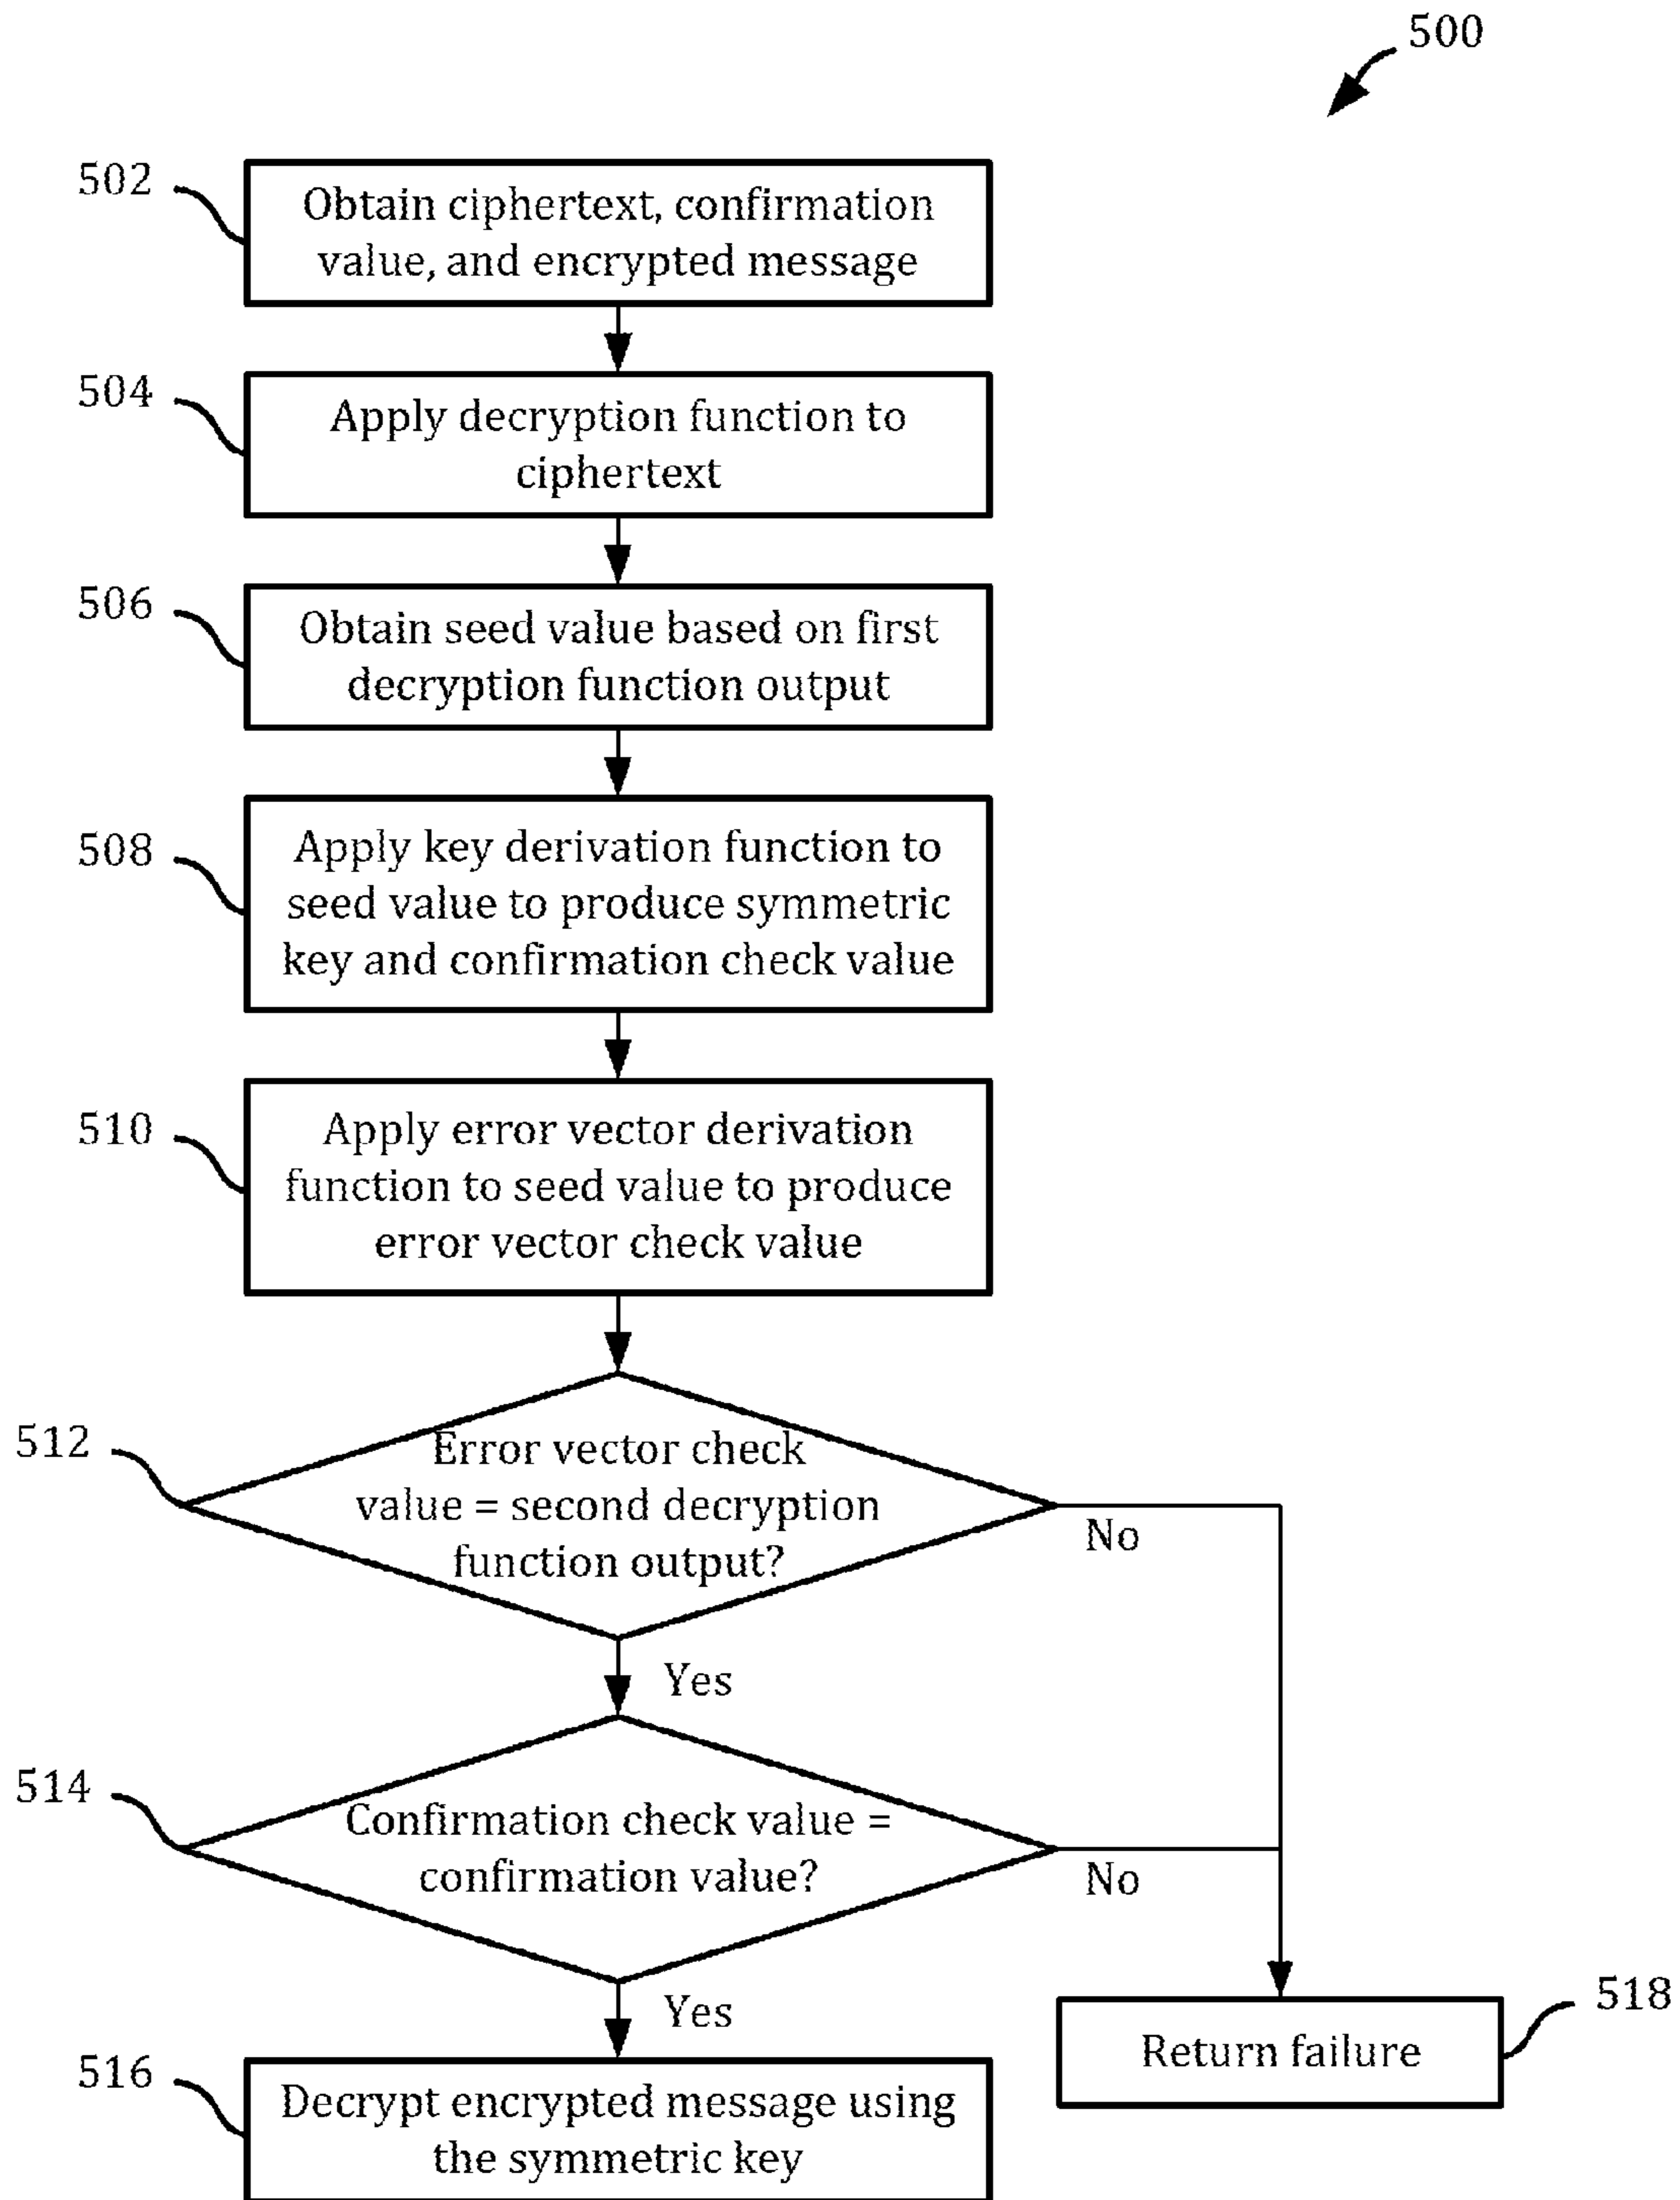 500
502
Obtain ciphertext, confirmation
value, and encrypted message
504
Apply decryption function to
ciphertext
506
Obtain seed value based on first
decryption function output
508
Apply key derivation function to
seed value to produce symmetric
key and confirmation check value
510
Apply error vector derivation
function to seed value to produce
error vector check value
512
Error vector check
value = second decryption
function output?
No
Yes
514
Confirmation check value =
confirmation value?
No
Yes
518
Return failure
516
Decrypt encrypted message using
the symmetric key